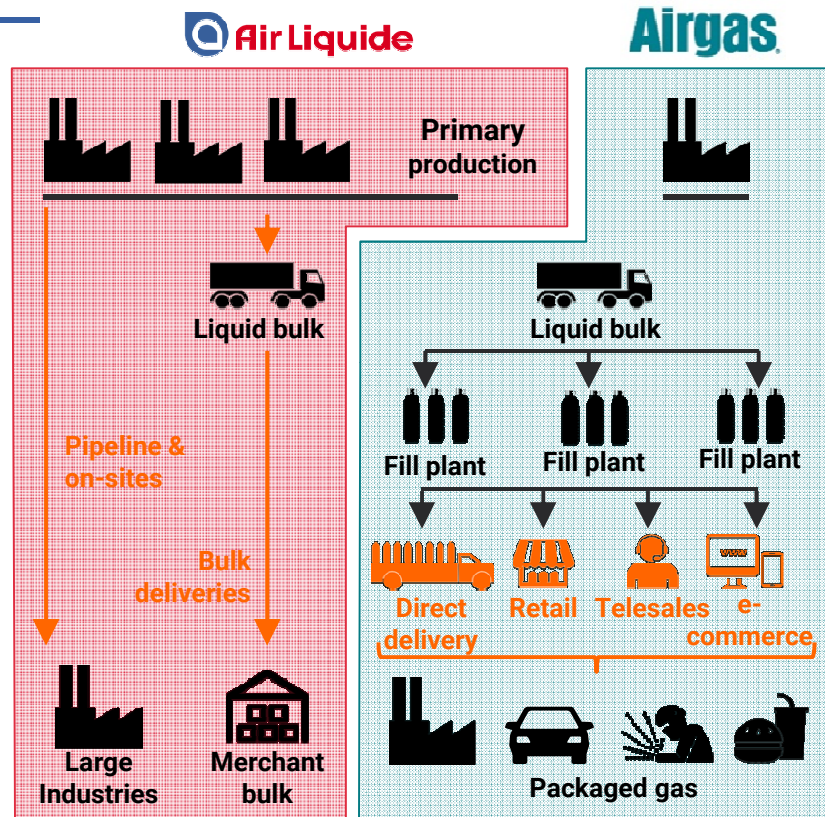 Air Liquide
Airgas
Primary
production
Liquid bulk
Liquid bulk
Fill plant
Fill plant
Fill plant
Pipeline &
on-sites
Bulk
deliveries
www
Direct
delivery
Retail
Telesales
e-
commerce
Large
Industries
Merchant
bulk
Packaged gas